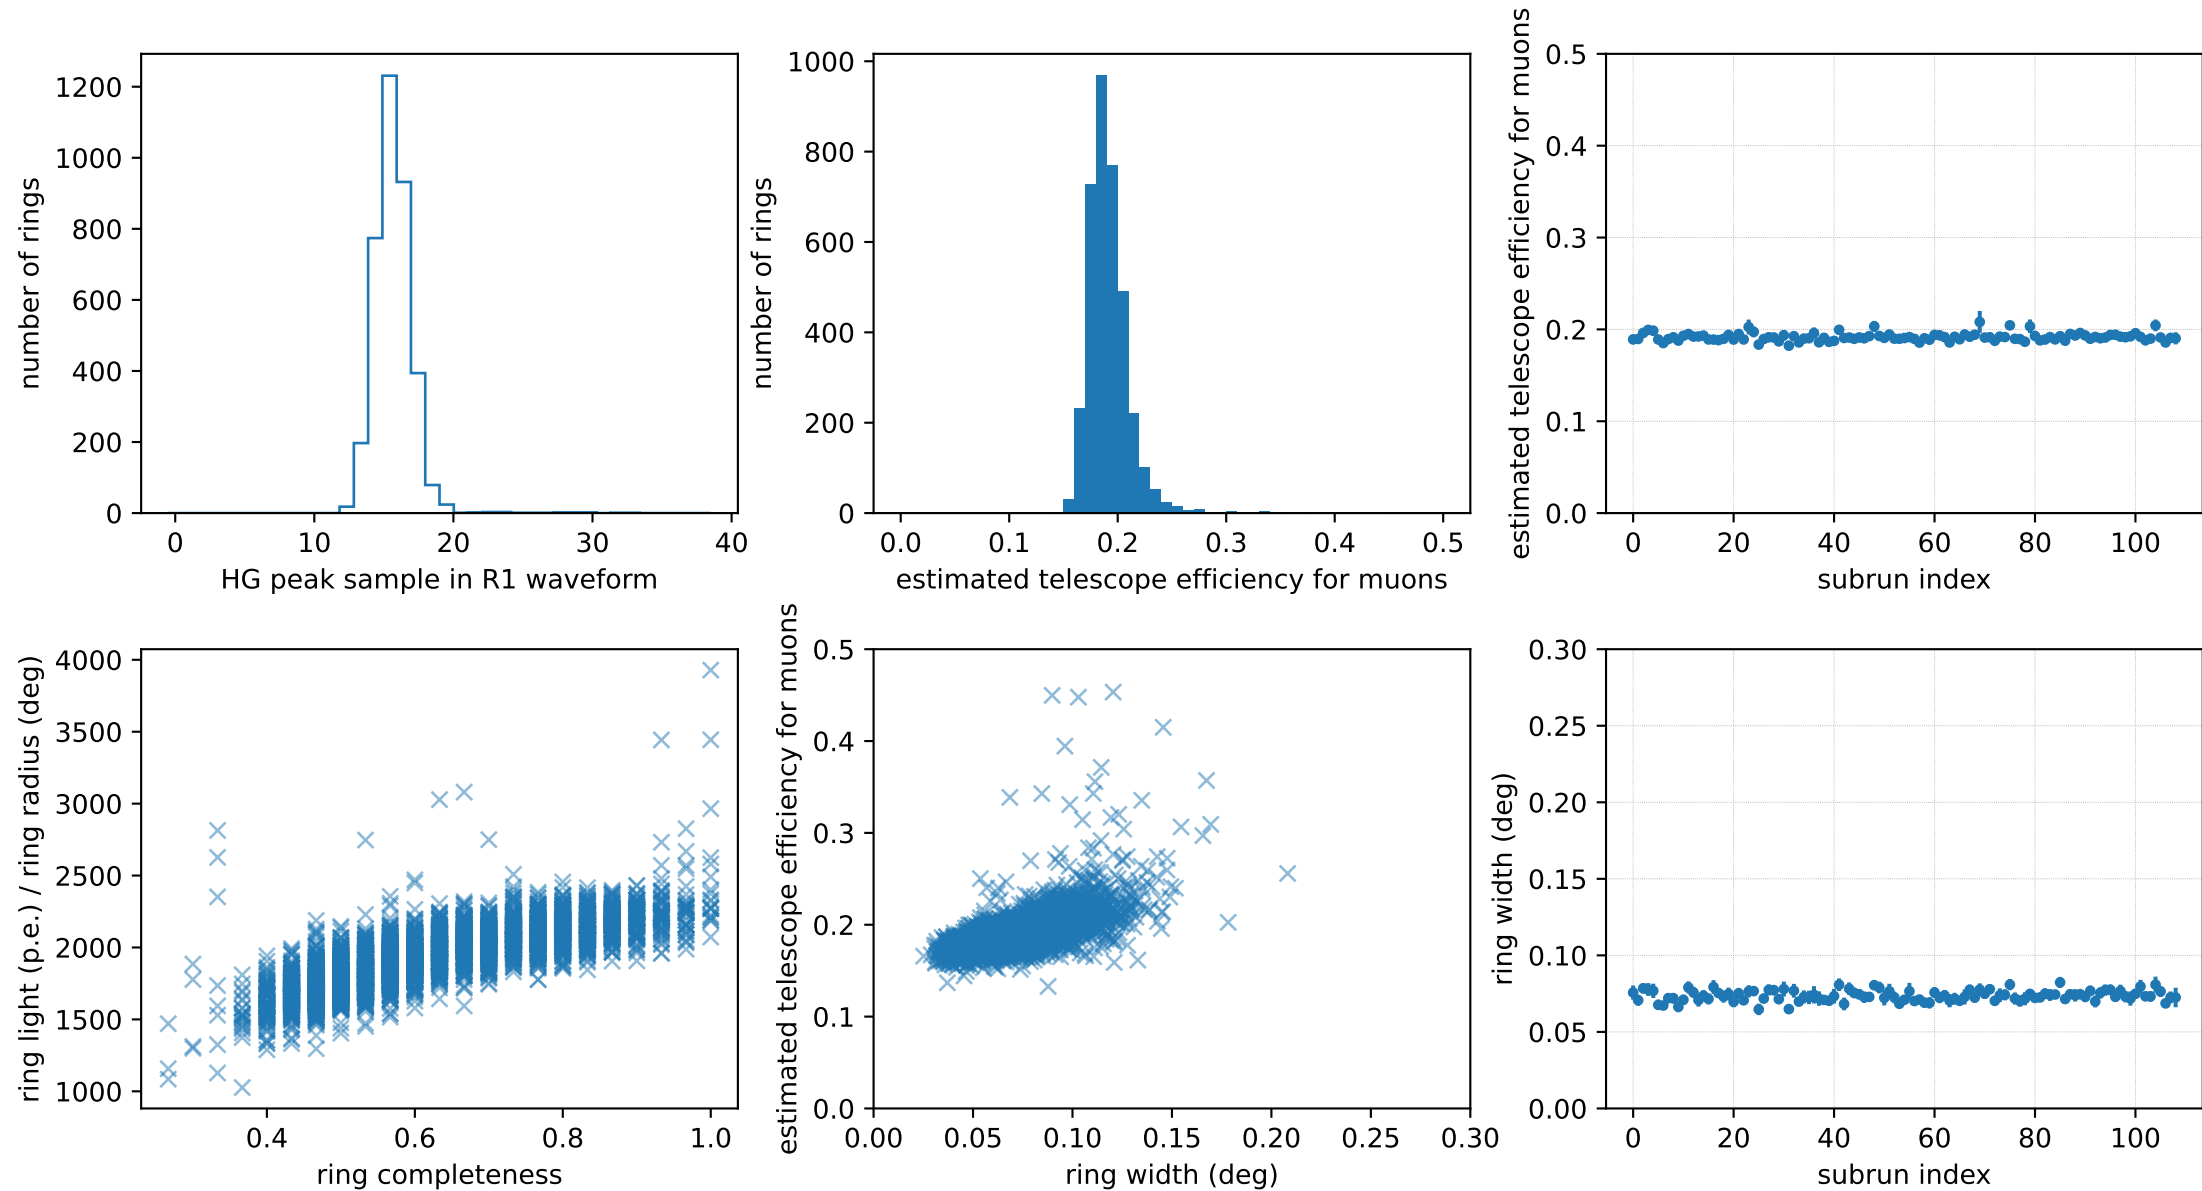 number of rings
1200
1000
800
600
400
200
0
0 10 20 30 40
HG peak sample in R1 waveform
number of rings
1000
800
600
400
200
0
0.0 0.1 0.2 0.3 0.4 0.5
estimated telescope efficiency for muons
estimated telescope efficiency for muons
0.5
0.4
0.3
0.2
0.1
0.0
0 20 40 60 80 100
subrun index
ring light (p.e.) / ring radius (deg)
4000
3500
3000
2500
2000
1500
1000
0.4 0.6 0.8 1.0
ring completeness
estimated telescope efficiency for muons
0.5
0.4
0.3
0.2
0.1
0.0
0.00 0.05 0.10 0.15 0.20 0.25 0.30
ring width (deg)
ring width (deg)
0.30
0.25
0.20
0.15
0.10
0.05
0.00
0 20 40 60 80 100
subrun index